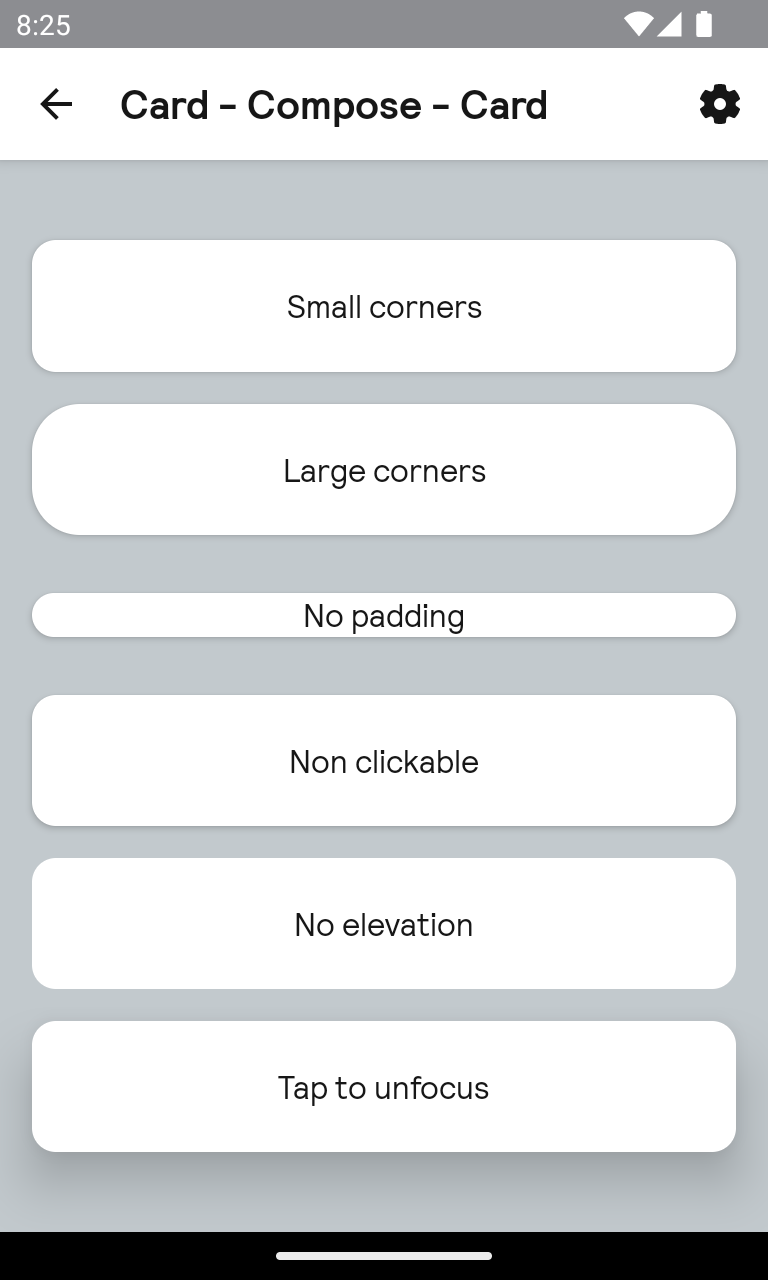 8:25
Card - Compose - Card
Small corners
Large corners
No padding
Non clickable
No elevation
Tap to unfocus